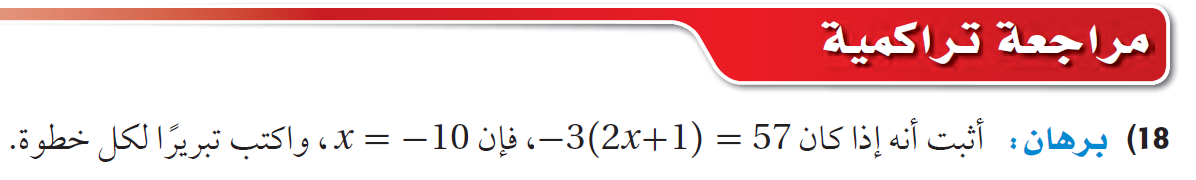 مراجعة تراكمية
18) برهان: أثبت أنه إذا كان −3(2x+1) = 57، فإن x = −10، واكتب تبريرًا لكل خطوة.